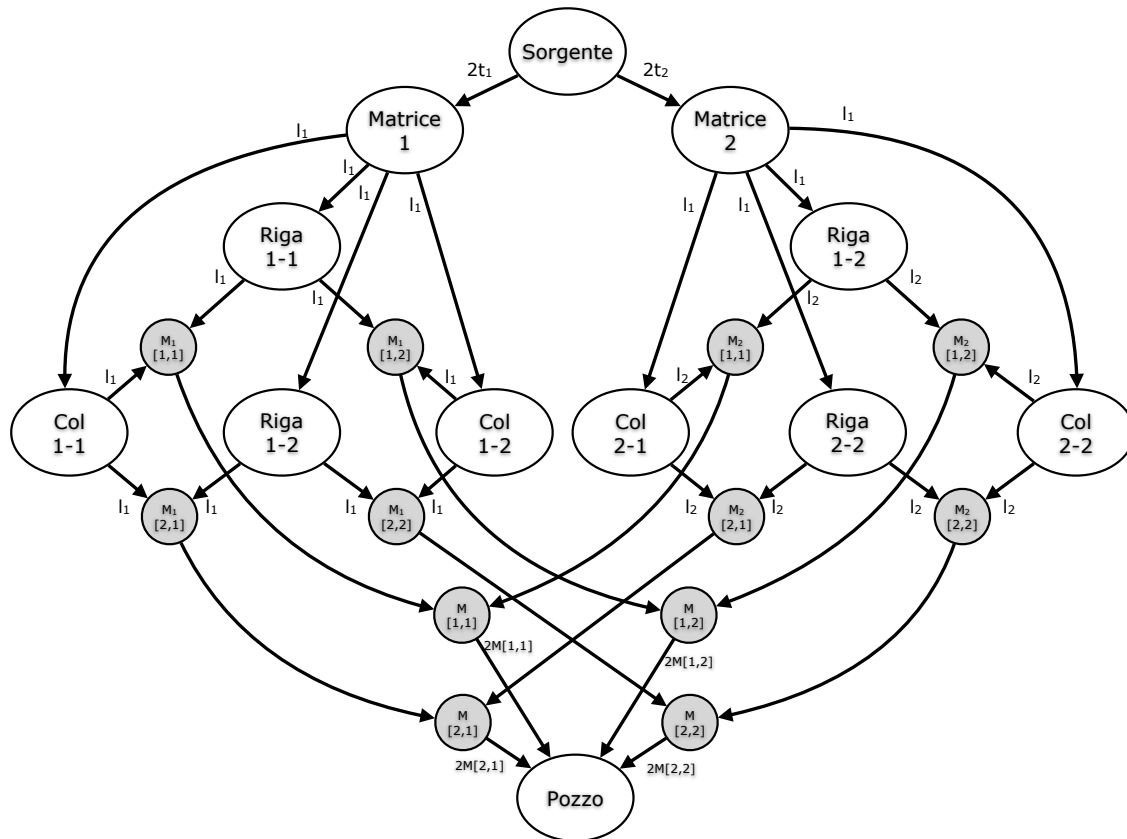 Sorgente
2t₁
2t₂
Matrice
1
Matrice
2
l₁
l₁
l₁
l₁
l₁
l₁
l₁
l₁
Riga
1-1
Riga
1-2
l₁
l₁
l₂
l₂
M₁
[1,1]
M₁
[1,2]
M₂
[1,1]
M₂
[1,2]
l₁
l₁
l₂
l₂
Col
1-1
Riga
1-2
Col
1-2
Col
2-1
Riga
2-2
Col
2-2
l₁
l₁
l₁
l₁
l₂
l₂
l₂
l₂
M₁
[2,1]
M₁
[2,2]
M₂
[2,1]
M₂
[2,2]
M
[1,1]
M
[1,2]
2M[1,1]
2M[1,2]
M
[2,1]
M
[2,2]
2M[2,1]
2M[2,2]
Pozzo